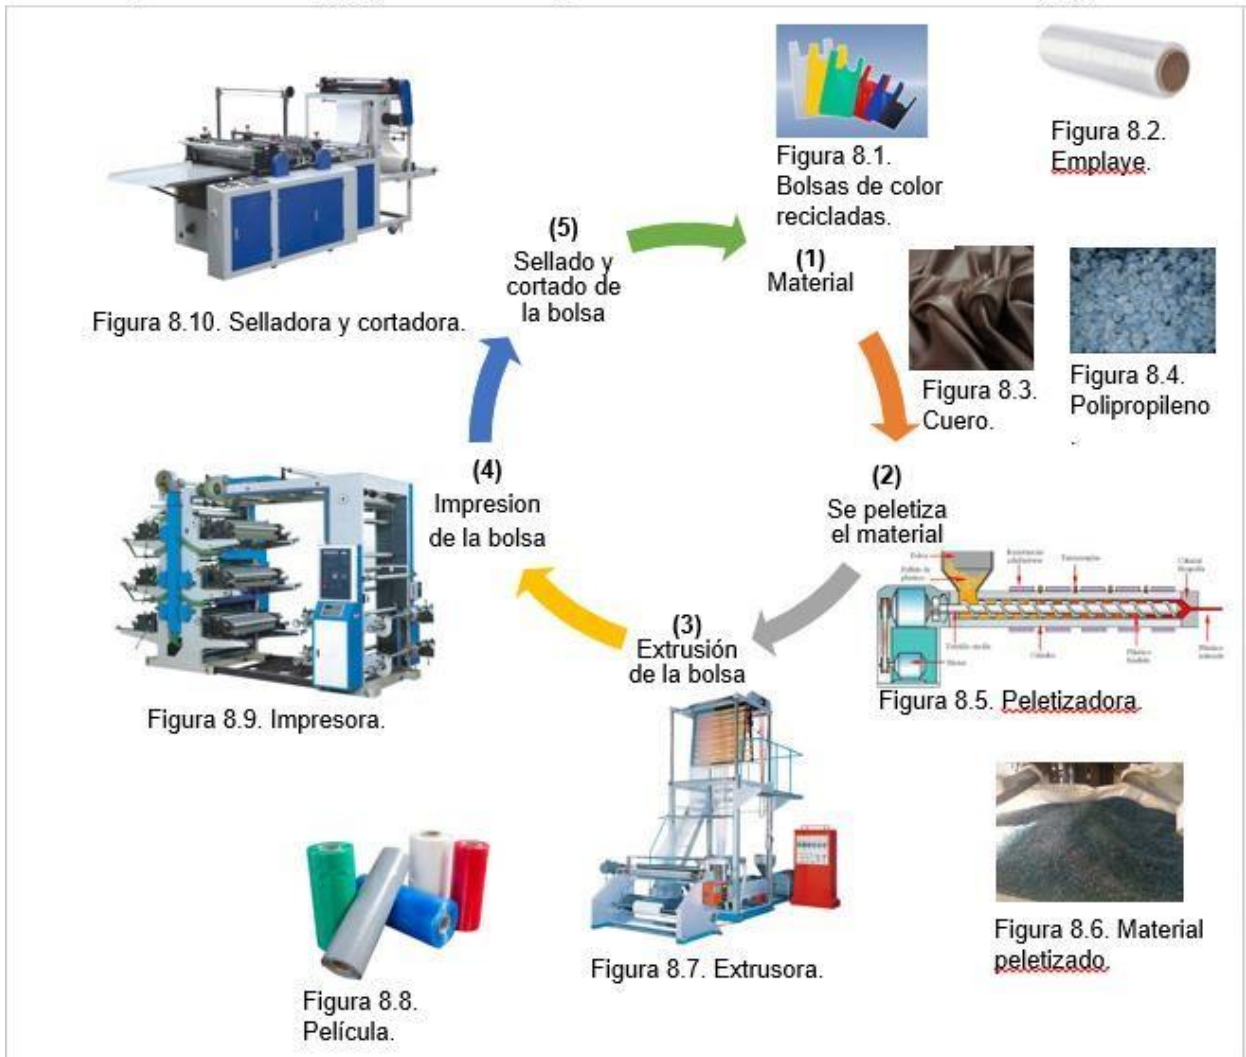 Figura 8.1.
Bolsas de color
recicladas.
Figura 8.2.
Emplaye.
(1)
Material
Figura 8.3.
Cuero.
Figura 8.4.
Polipropileno
.
(2)
Se peletiza
el material
Figura 8.5. Peletizadora.
Figura 8.6. Material
peletizado.
(3)
Extrusión
de la bolsa
Figura 8.7. Extrusora.
Figura 8.8.
Película.
(4)
Impresion
de la bolsa
Figura 8.9. Impresora.
(5)
Sellado y
cortado de
la bolsa
Figura 8.10. Selladora y cortadora.